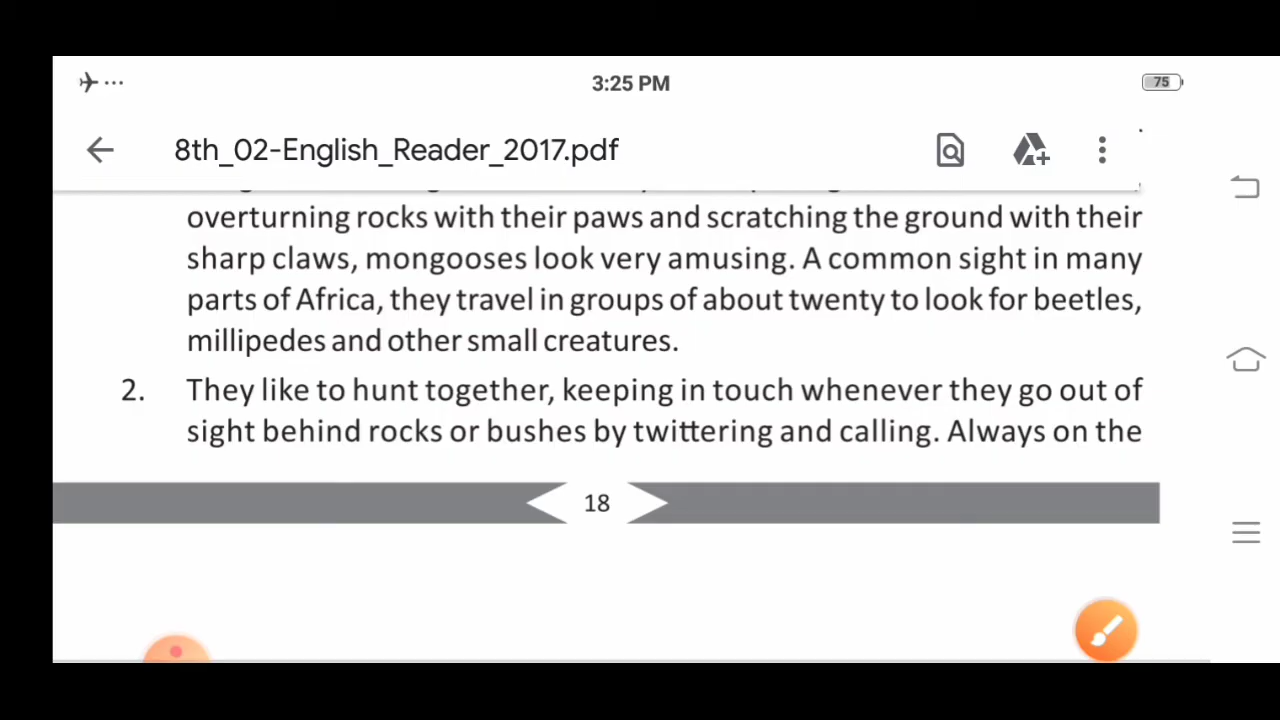 3:25 PM
75
8th_02-English_Reader_2017.pdf
overturning rocks with their paws and scratching the ground with their
sharp claws, mongooses look very amusing. A common sight in many
parts of Africa, they travel in groups of about twenty to look for beetles,
millipedes and other small creatures.
2. They like to hunt together, keeping in touch whenever they go out of
sight behind rocks or bushes by twittering and calling. Always on the
18